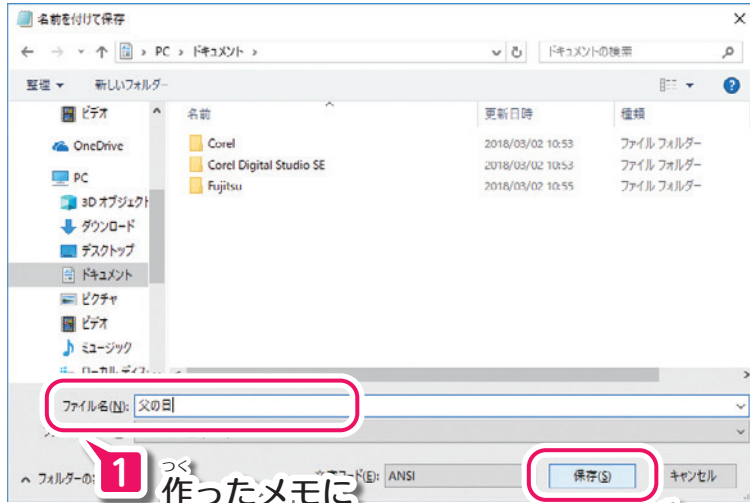 名前を付けて保存
PC › ドキュメント ›
ドキュメントの検索
整理 新しいフォルダー
名前 更新日時 種類
ビデオ
OneDrive
PC
3D オブジェクト
ダウンロード
デスクトップ
ドキュメント
ピクチャ
ビデオ
ミュージック
Corel 2018/03/02 10:53 ファイル フォルダー
Corel Digital Studio SE 2018/03/02 10:53 ファイル フォルダー
Fujitsu 2018/03/02 10:55 ファイル フォルダー
ファイル名(N): 父の日
フォルダーの
(E): ANSI
保存(S) キャンセル
1
つく
作ったメモに